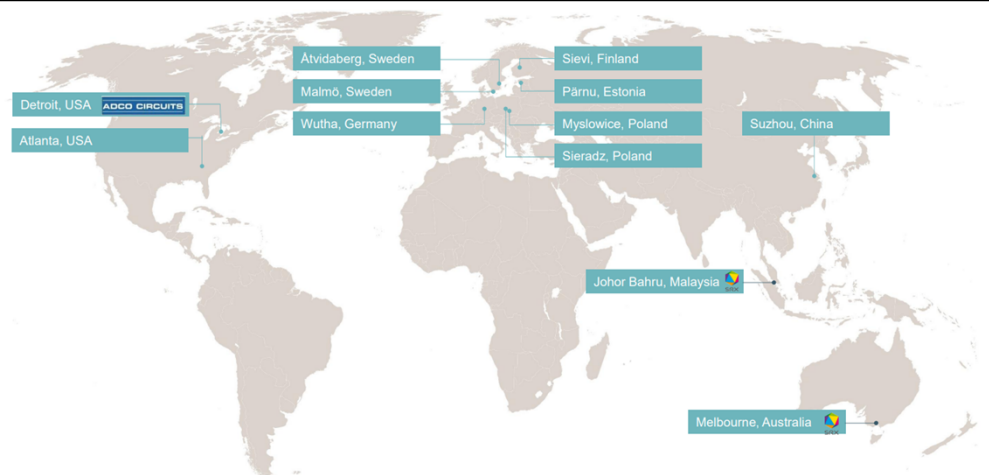 Åtvidaberg, Sweden
Sievi, Finland
Malmö, Sweden
Pärnu, Estonia
Detroit, USA ADCO CIRCUITS
Wutha, Germany
Myslowice, Poland
Suzhou, China
Atlanta, USA
Sieradz, Poland
Johor Bahru, Malaysia
Melbourne, Australia